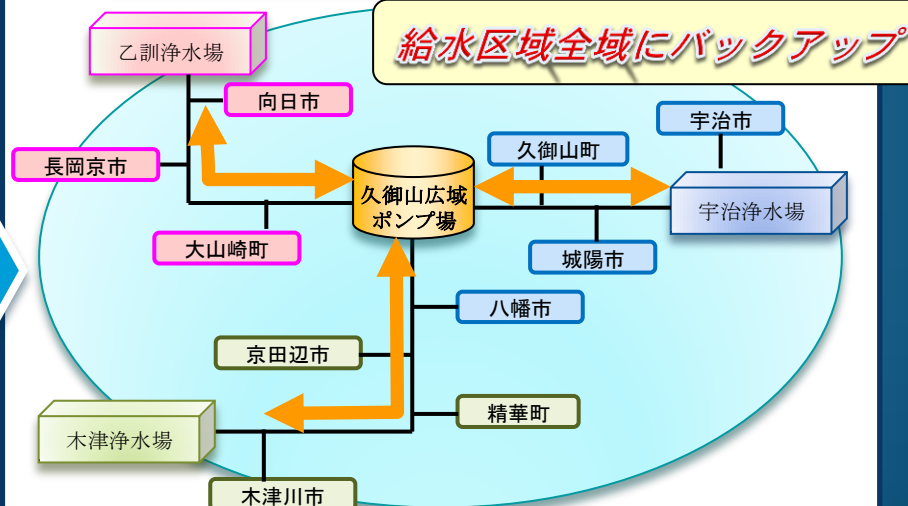 給水区域全域にバックアップ
乙訓浄水場
向日市
宇治市
久御山町
長岡京市
久御山広域
ポンプ場
宇治浄水場
大山崎町
城陽市
八幡市
京田辺市
精華町
木津浄水場
木津川市